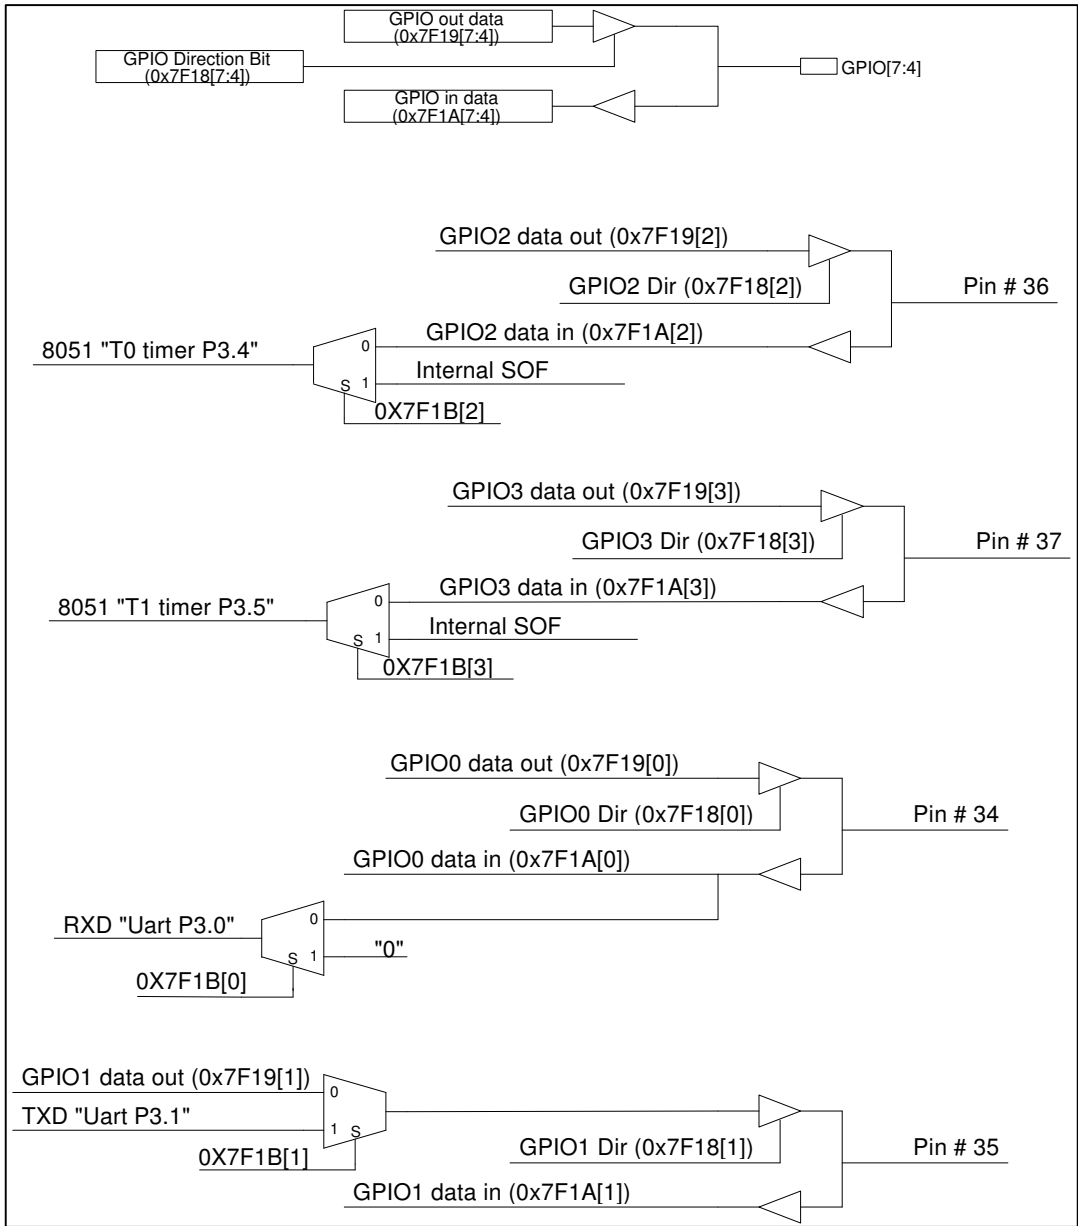 GPIO out data
(0x7F19[7:4])
GPIO Direction Bit
(0x7F18[7:4])
GPIO[7:4]
GPIO in data
(0x7F1A[7:4])
GPIO2 data out (0x7F19[2])
GPIO2 Dir (0x7F18[2])
Pin # 36
GPIO2 data in (0x7F1A[2])
8051 "T0 timer P3.4"
0
Internal SOF
S 1
0X7F1B[2]
GPIO3 data out (0x7F19[3])
GPIO3 Dir (0x7F18[3])
Pin # 37
GPIO3 data in (0x7F1A[3])
8051 "T1 timer P3.5"
0
Internal SOF
S 1
0X7F1B[3]
GPIO0 data out (0x7F19[0])
GPIO0 Dir (0x7F18[0])
Pin # 34
GPIO0 data in (0x7F1A[0])
RXD "Uart P3.0"
0
S 1
"0"
0X7F1B[0]
GPIO1 data out (0x7F19[1])
0
TXD "Uart P3.1"
1 S
0X7F1B[1]
GPIO1 Dir (0x7F18[1])
Pin # 35
GPIO1 data in (0x7F1A[1])